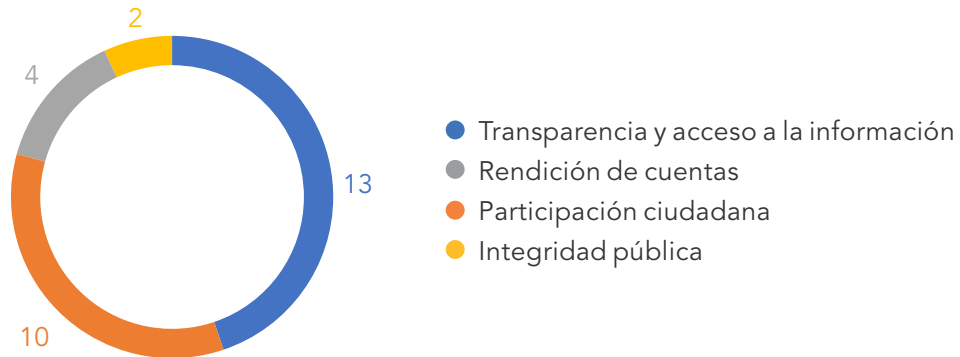 2
4
13
10
Transparencia y acceso a la información
Rendición de cuentas
Participación ciudadana
Integridad pública